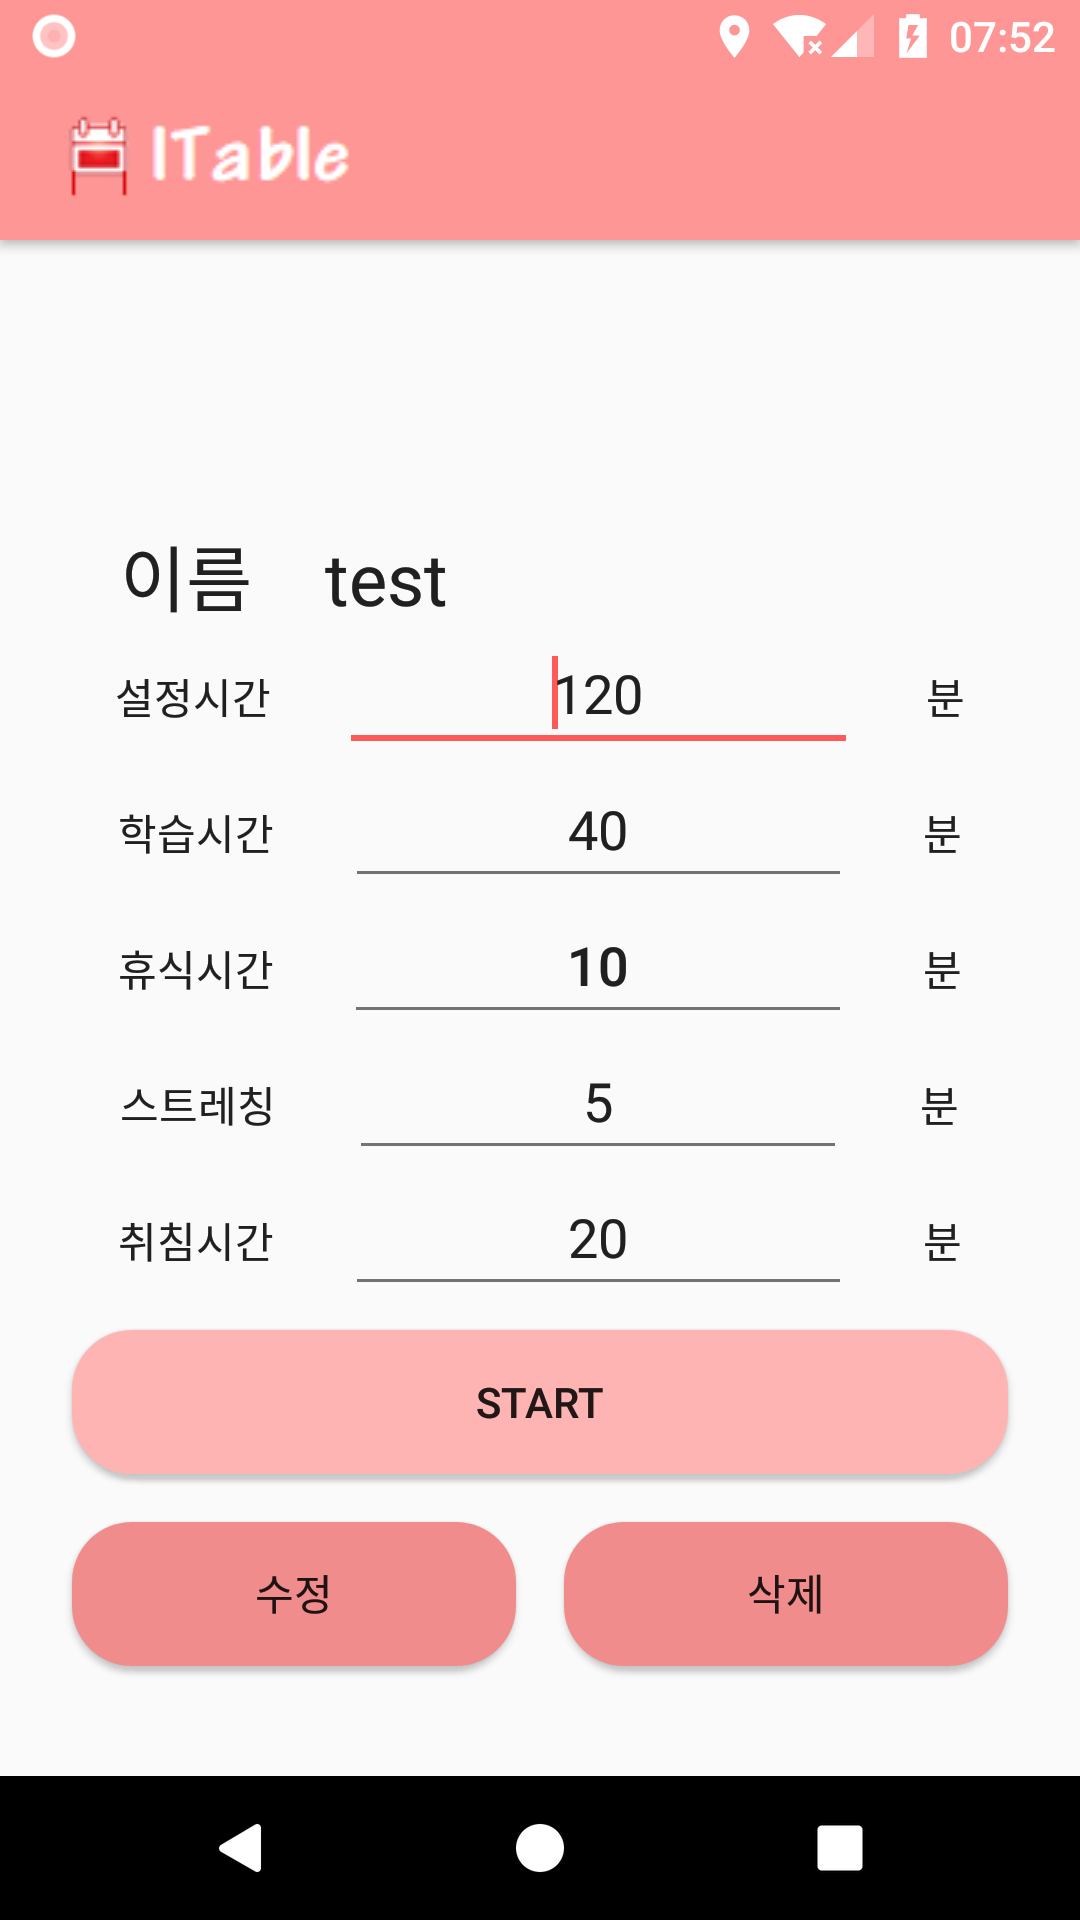 07:52
ITable
이름 test
설정시간 120 분
학습시간 40 분
휴식시간 10 분
스트레칭 5 분
취침시간 20 분
START
수정 삭제